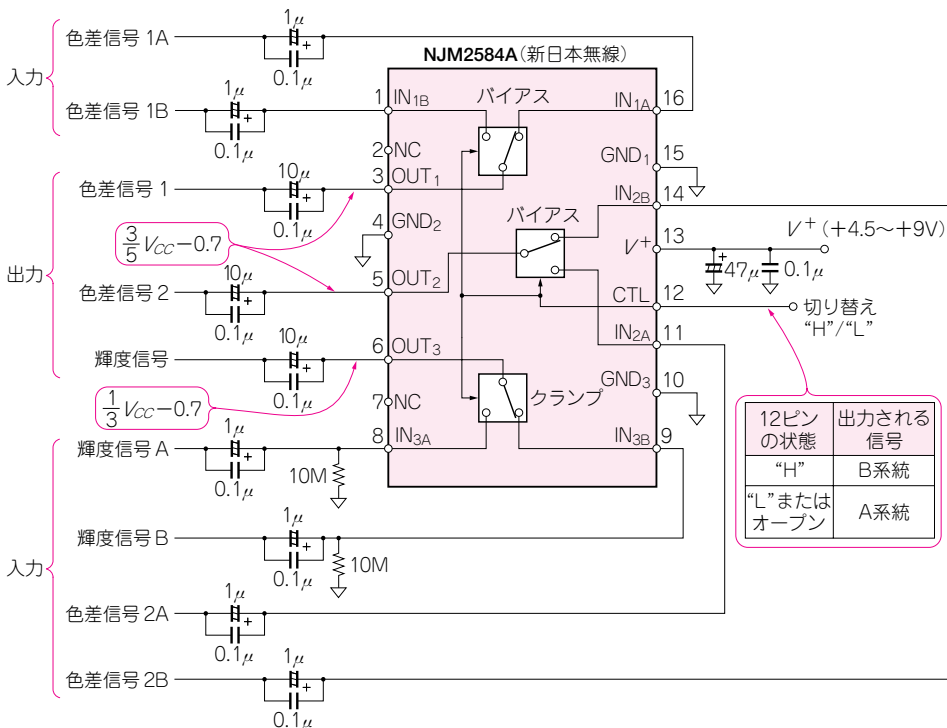 入力
色差信号 1A
1μ
+
0.1μ
色差信号 1B
1μ
+
0.1μ
NJM2584A(新日本無線)
1 IN1B
バイアス
IN1A 16
2 NC
GND1 15
出力
色差信号 1
10μ
+
0.1μ
3 OUT1
3/5 VCC−0.7
4 GND2
バイアス
IN2B 14
V+ 13
V+ (+4.5〜+9V)
+
47μ
0.1μ
色差信号 2
10μ
+
0.1μ
5 OUT2
CTL 12
切り替え
“H”/“L”
IN2A 11
輝度信号
10μ
+
0.1μ
6 OUT3
1/3 VCC−0.7
7 NC
クランプ
GND3 10
入力
輝度信号 A
1μ
+
0.1μ
10M
8 IN3A
IN3B 9
12ピン
の状態
出力される
信号
“H”
B系統
“L”または
オープン
A系統
輝度信号 B
1μ
+
0.1μ
10M
色差信号 2A
1μ
+
0.1μ
色差信号 2B
1μ
+
0.1μ